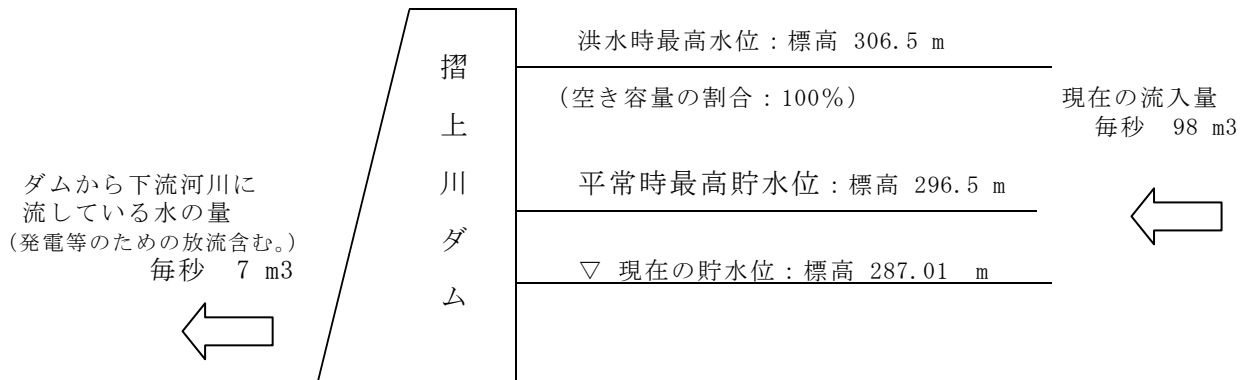 洪水時最高水位：標高 306.5 m
（空き容量の割合：100％）
現在の流入量
毎秒 98 m3
摺上川ダム
平常時最高貯水位：標高 296.5 m
ダムから下流河川に
流している水の量
（発電等のための放流含む。）
毎秒 7 m3
▽ 現在の貯水位：標高 287.01 m